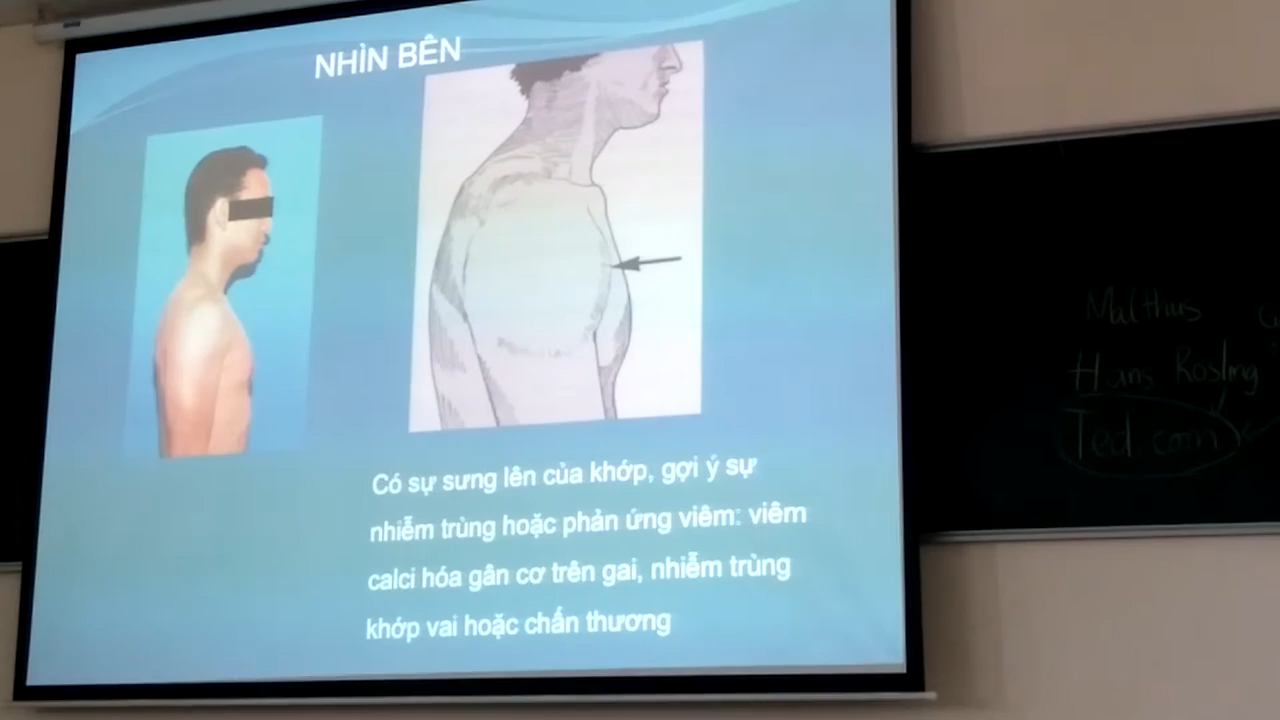 NHÌN BÊN
Có sự sưng lên của khớp, gợi ý sự
nhiễm trùng hoặc phản ứng viêm: viêm
calci hóa gân cơ trên gai, nhiễm trùng
khớp vai hoặc chấn thương
Malthus
Hans Rosling
Ted.com